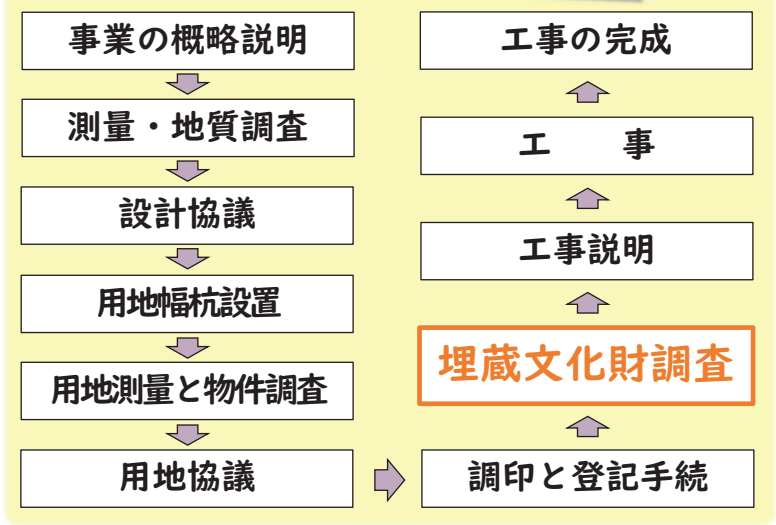 事業の概略説明
測量・地質調査
設計協議
用地幅杭設置
用地測量と物件調査
用地協議
調印と登記手続
埋蔵文化財調査
工事説明
工　　事
工事の完成